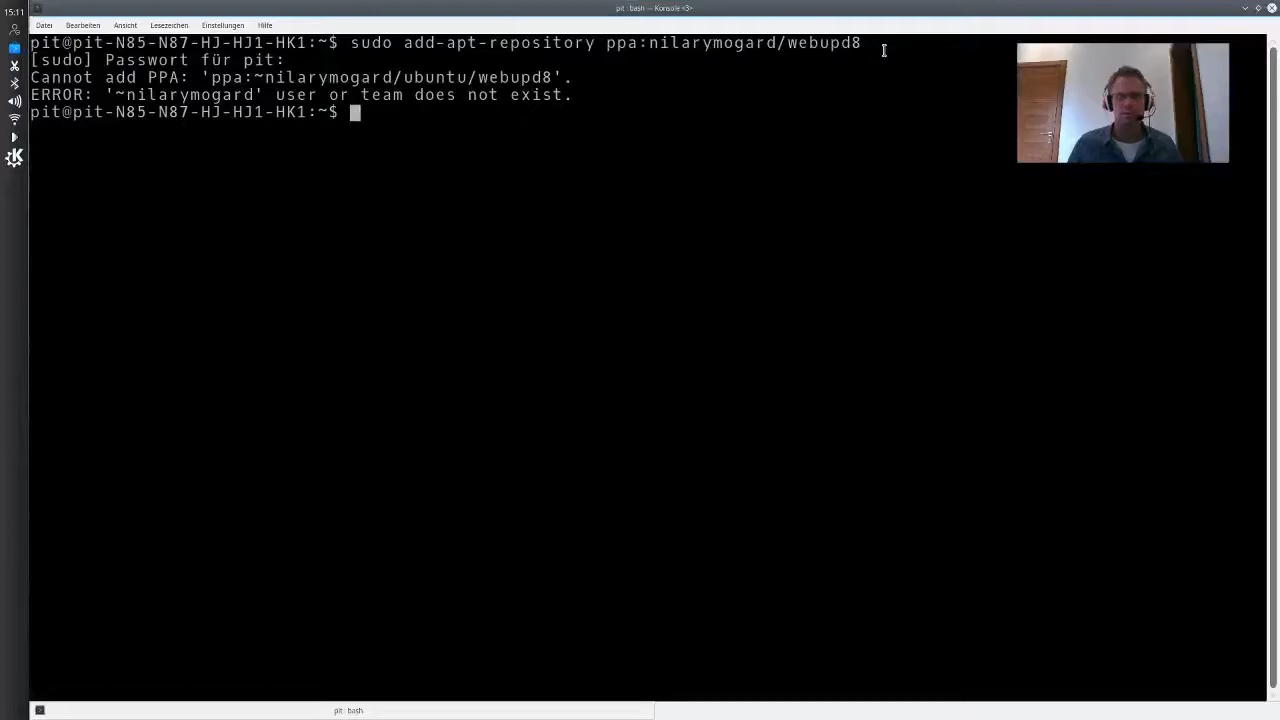 15:11
pit : bash — Konsole <3>
Datei Bearbeiten Ansicht Lesezeichen Einstellungen Hilfe
pit@pit-N85-N87-HJ-HJ1-HK1:~$ sudo add-apt-repository ppa:nilarymogard/webupd8
[sudo] Passwort für pit:
Cannot add PPA: 'ppa:~nilarymogard/ubuntu/webupd8'.
ERROR: '~nilarymogard' user or team does not exist.
pit@pit-N85-N87-HJ-HJ1-HK1:~$
pit : bash